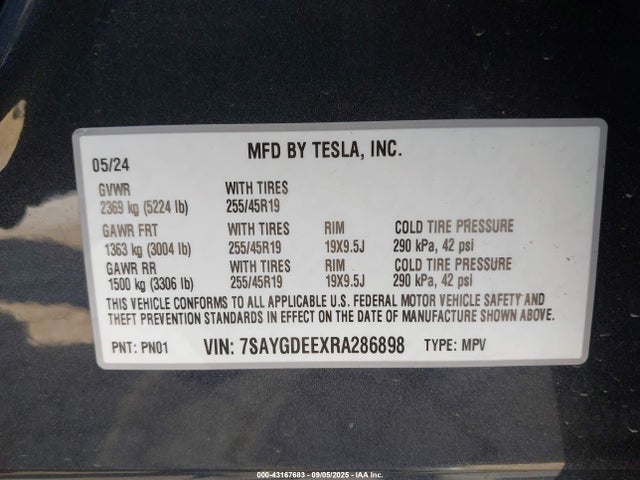 MFD BY TESLA, INC.
05/24
GVWR WITH TIRES
2369 kg (5224 lb) 255/45R19
GAWR FRT WITH TIRES RIM COLD TIRE PRESSURE
1363 kg (3004 lb) 255/45R19 19X9.5J 290 kPa, 42 psi
GAWR RR WITH TIRES RIM COLD TIRE PRESSURE
1500 kg (3306 lb) 255/45R19 19X9.5J 290 kPa, 42 psi
THIS VEHICLE CONFORMS TO ALL APPLICABLE U.S. FEDERAL MOTOR VEHICLE SAFETY AND
THEFT PREVENTION STANDARDS IN EFFECT ON THE DATE OF MANUFACTURE SHOWN ABOVE.
PNT: PN01 VIN: 7SAYGDEEXRA286898 TYPE: MPV
000-43167683 - 09/05/2025 - IAA Inc.